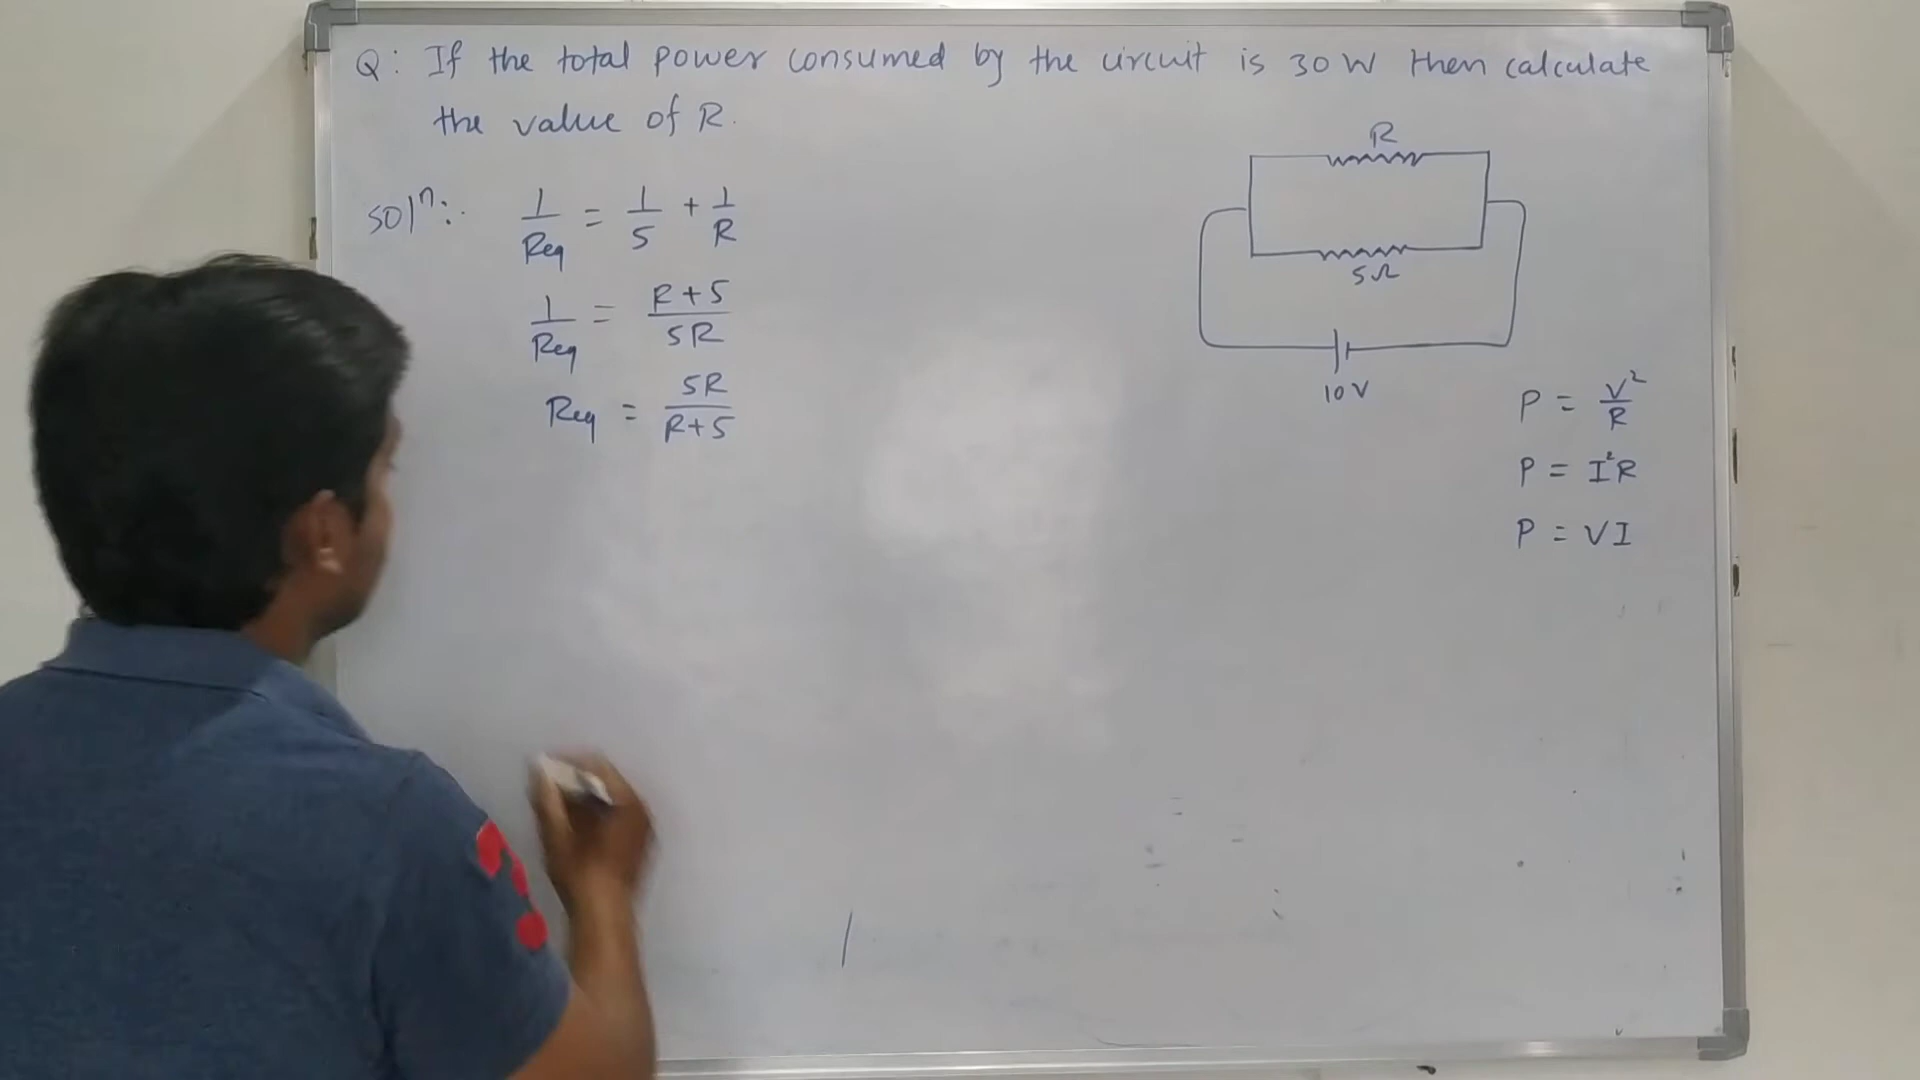 Q: If the total power consumed by the circuit is 30 W then calculate
the value of R.
Solⁿ:. 1/Req = 1/5 + 1/R
1/Req = R+5/5R
Req = 5R/R+5
R
5Ω
10 V
P = V²/R
P = I²R
P = VI